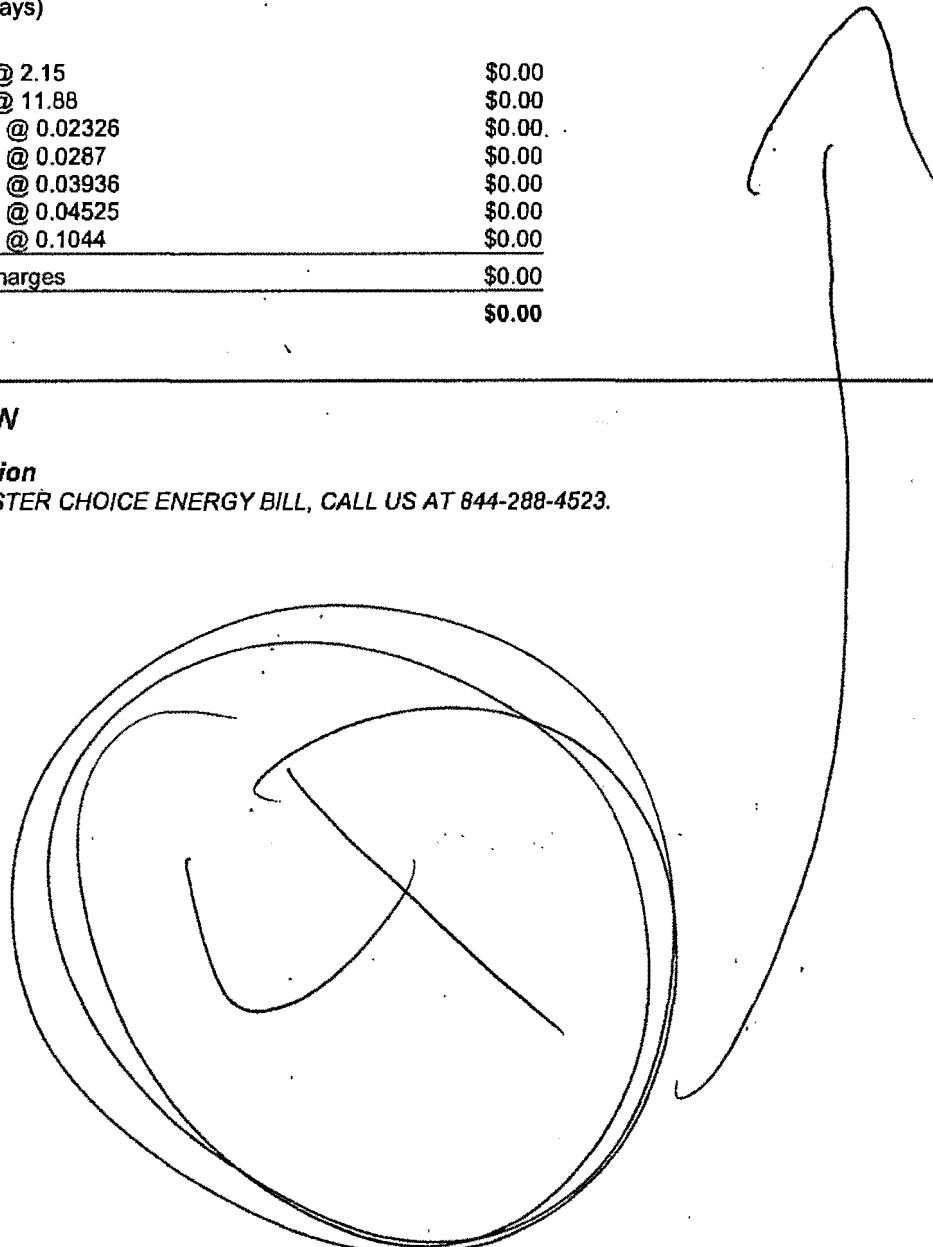 ays)
@ 2.15 $0.00
@ 11.88 $0.00
@ 0.02326 $0.00
@ 0.0287 $0.00
@ 0.03936 $0.00
@ 0.04525 $0.00
@ 0.1044 $0.00
harges $0.00
$0.00
W
ion
STER CHOICE ENERGY BILL, CALL US AT 844-288-4523.